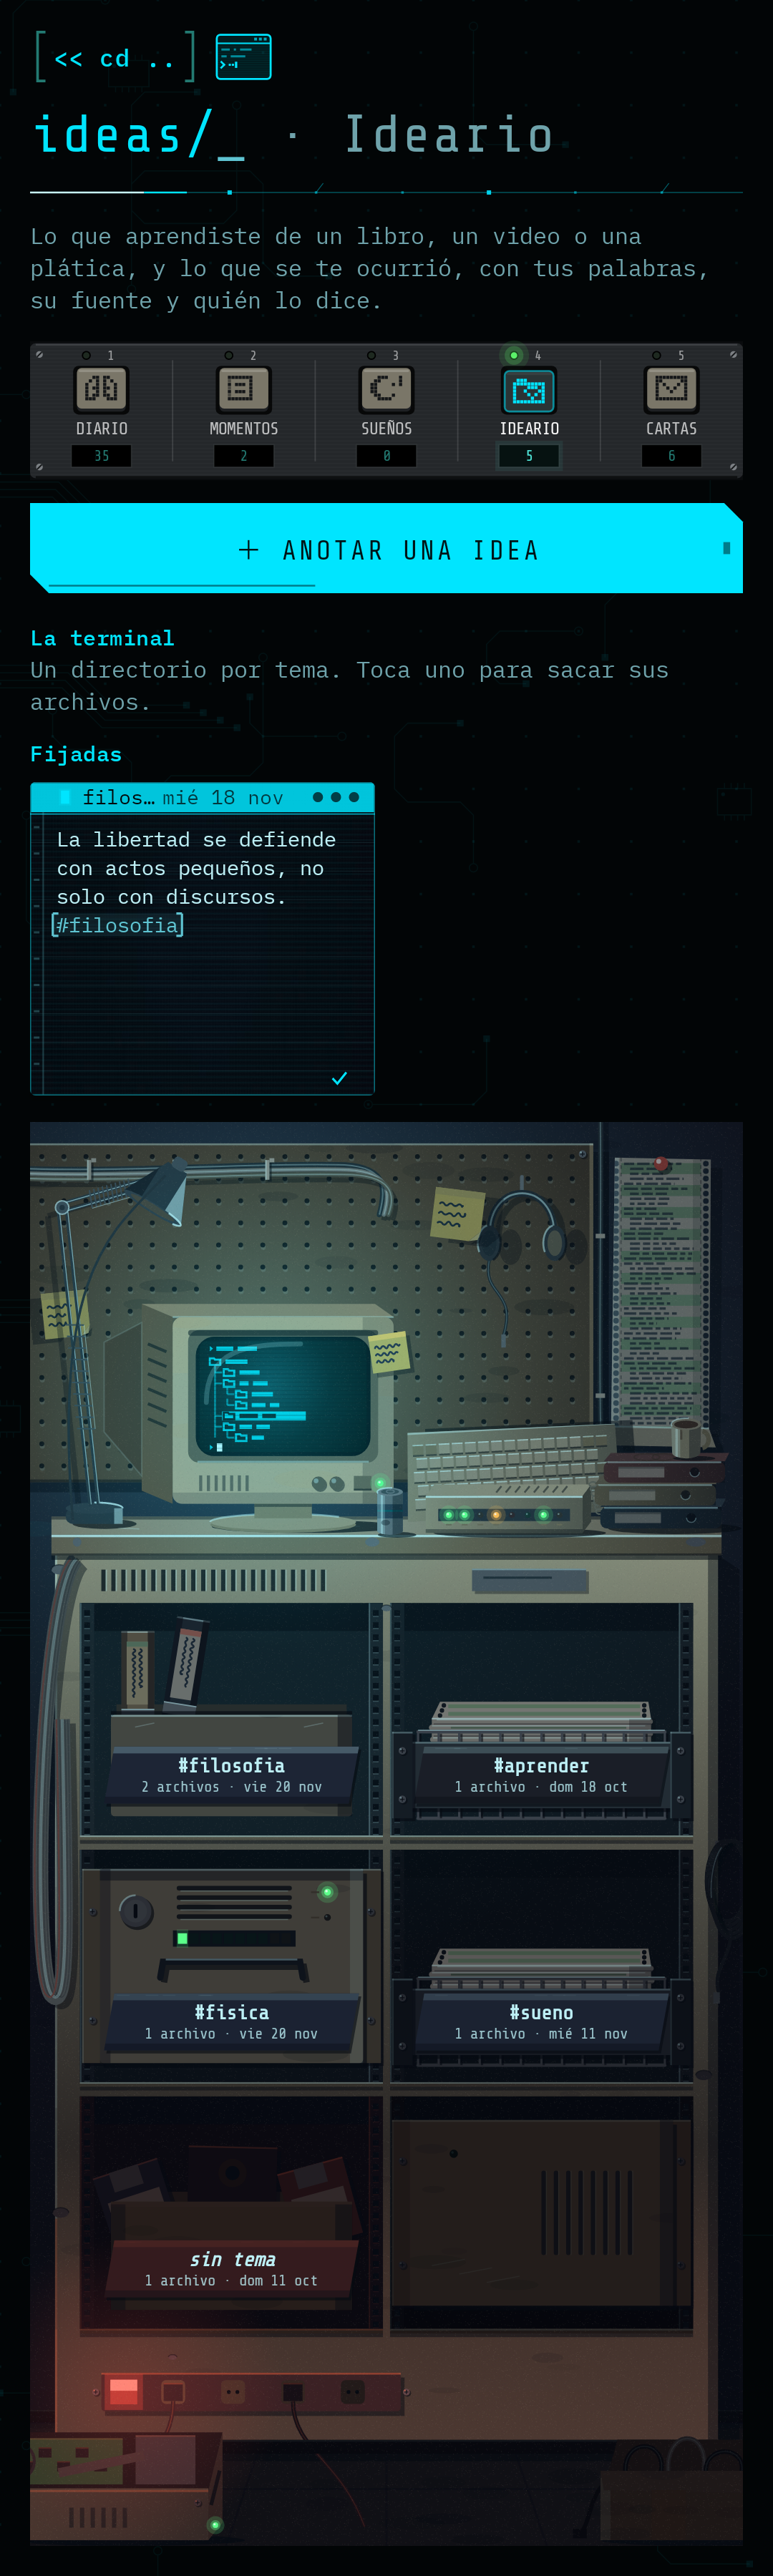 << cd ..
ideas/_ · Ideario
Lo que aprendiste de un libro, un video o una
plática, y lo que se te ocurrió, con tus palabras,
su fuente y quién lo dice.
1 2 3 4 5
DIARIO MOMENTOS SUEÑOS IDEARIO CARTAS
35 2 0 5 6
+ ANOTAR UNA IDEA
La terminal
Un directorio por tema. Toca uno para sacar sus
archivos.
Fijadas
filos… mié 18 nov
La libertad se defiende
con actos pequeños, no
solo con discursos.
#filosofia
#filosofia
2 archivos · vie 20 nov
#aprender
1 archivo · dom 18 oct
#fisica
1 archivo · vie 20 nov
#sueno
1 archivo · mié 11 nov
sin tema
1 archivo · dom 11 oct